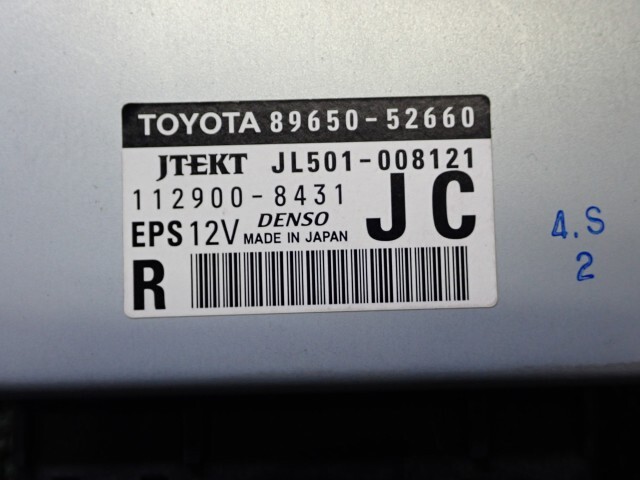 TOYOTA 89650-52660
JTEKT JL501-008121
112900-8431
DENSO
EPS 12V MADE IN JAPAN JC
R
4.S
2